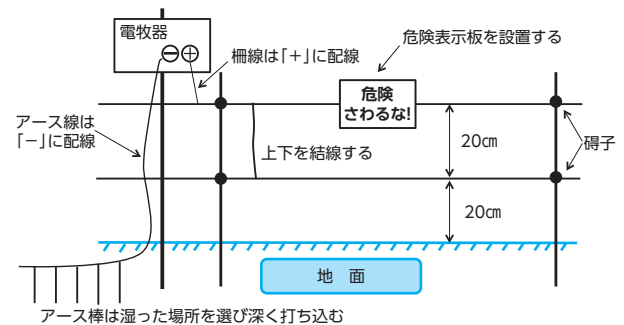 電牧器
⊖⊕
柵線は「+」に配線
危険表示板を設置する
危険
さわるな!
アース線は
「−」に配線
上下を結線する
20㎝
碍子
20㎝
地 面
アース棒は湿った場所を選び深く打ち込む